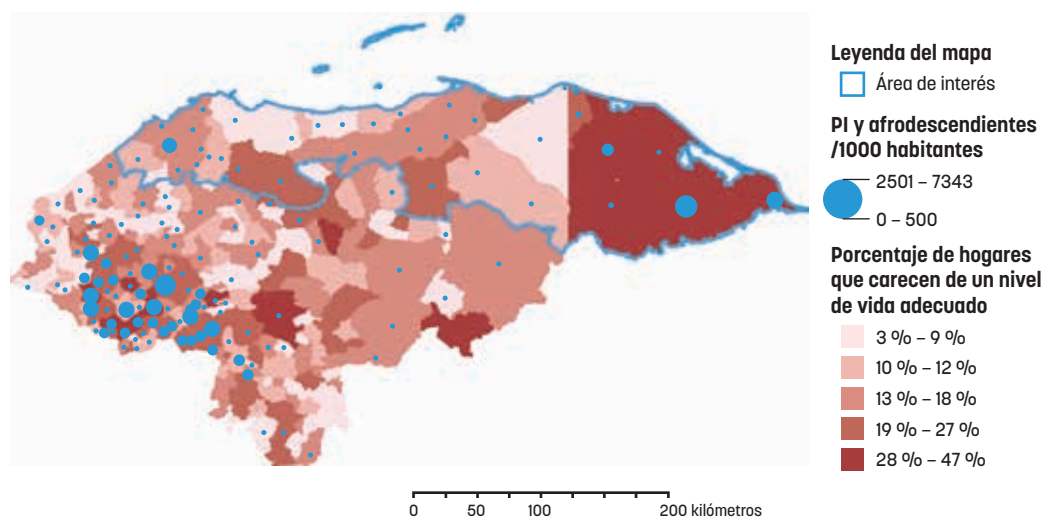 Leyenda del mapa
Área de interés
PI y afrodescendientes
/1000 habitantes
2501 – 7343
0 – 500
Porcentaje de hogares
que carecen de un nivel
de vida adecuado
3 % – 9 %
10 % – 12 %
13 % – 18 %
19 % – 27 %
28 % – 47 %
0 50 100 200 kilómetros